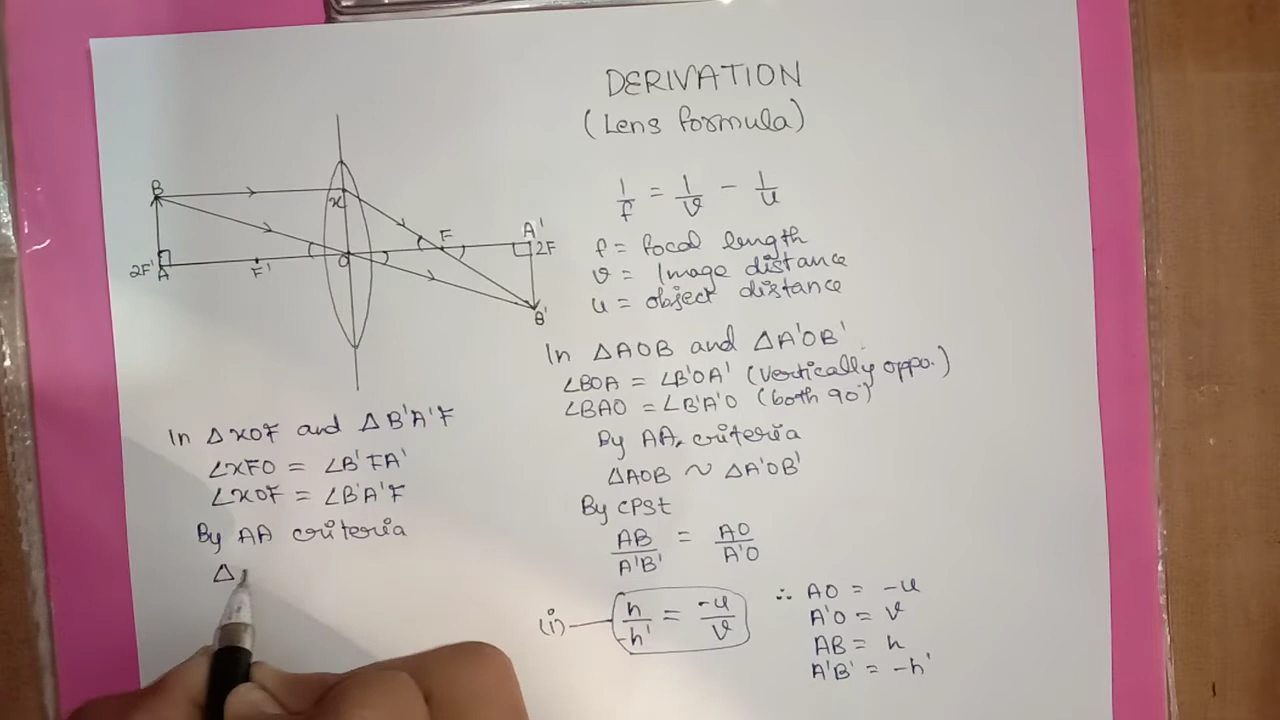 DERIVATION
(Lens formula)
1/f = 1/v - 1/u
f = focal length
v = Image distance
u = object distance
B
x
F
A'
2F
2F'
A
F'
O
B'
In ΔAOB and ΔA'OB'
∠BOA = ∠B'OA' (vertically oppo.)
∠BAO = ∠B'A'O (both 90°)
By AA, criteria
ΔAOB ~ ΔA'OB'
By CPST
AB/A'B' = AO/A'O
(i) h/-h' = -u/v
∴ AO = -u
A'O = v
AB = h
A'B' = -h'
In ΔXOF and ΔB'A'F
∠XFO = ∠B'FA'
∠XOF = ∠B'A'F
By AA criteria
Δ